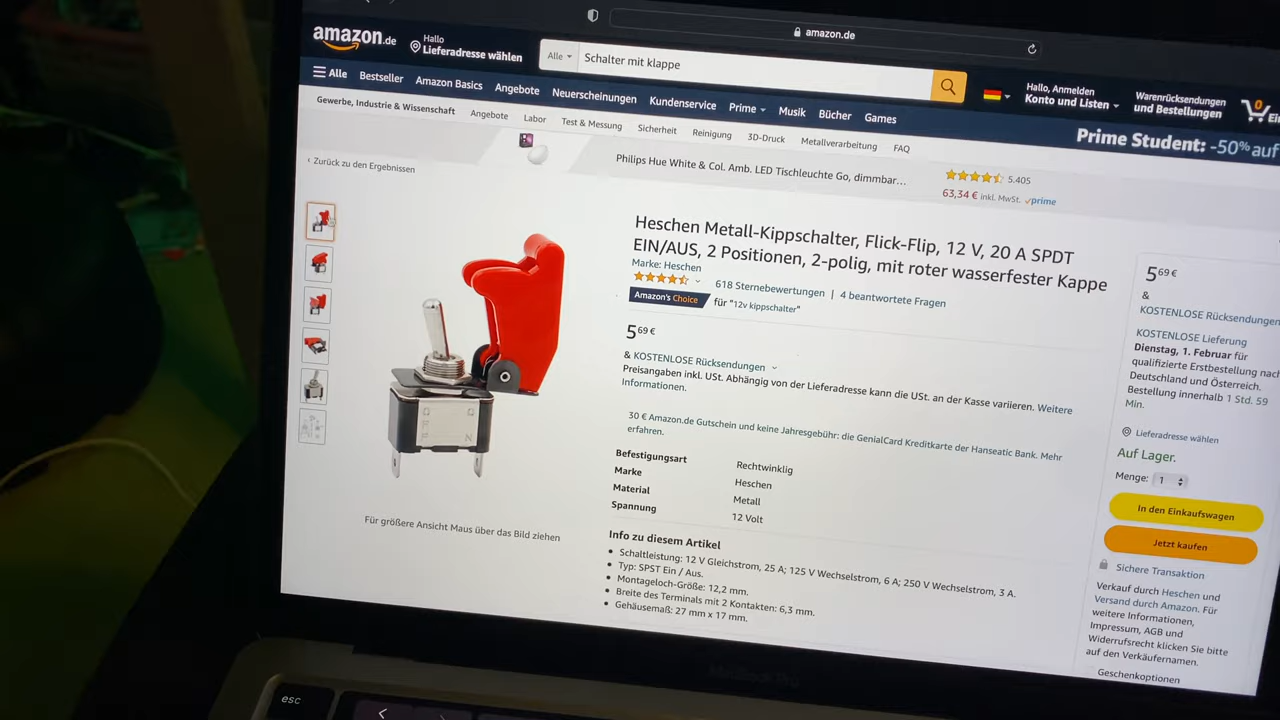 amazon.de
amazon.de
Hallo
Lieferadresse wählen
Alle
Schalter mit klappe
Hallo, Anmelden
Konto und Listen
Warenrücksendungen
und Bestellungen
0
Alle
Bestseller
Amazon Basics
Angebote
Neuerscheinungen
Kundenservice
Prime
Musik
Bücher
Games
Prime Student: -50% auf
Gewerbe, Industrie & Wissenschaft
Angebote
Labor
Test & Messung
Sicherheit
Reinigung
3D-Druck
Metallverarbeitung
FAQ
Philips Hue White & Col. Amb. LED Tischleuchte Go, dimmbar...
5.405
63,34 € inkl. MwSt. prime
‹ Zurück zu den Ergebnissen
Heschen Metall-Kippschalter, Flick-Flip, 12 V, 20 A SPDT
EIN/AUS, 2 Positionen, 2-polig, mit roter wasserfester Kappe
Marke: Heschen
618 Sternebewertungen | 4 beantwortete Fragen
Amazon's Choice für "12v kippschalter"
5 69 €
& KOSTENLOSE Rücksendungen
Preisangaben inkl. USt. Abhängig von der Lieferadresse kann die USt. an der Kasse variieren. Weitere
Informationen.
30 € Amazon.de Gutschein und keine Jahresgebühr: die GenialCard Kreditkarte der Hanseatic Bank. Mehr
erfahren.
Befestigungsart Rechtwinklig
Marke Heschen
Material Metall
Spannung 12 Volt
Info zu diesem Artikel
• Schaltleistung: 12 V Gleichstrom, 25 A; 125 V Wechselstrom, 6 A; 250 V Wechselstrom, 3 A.
• Typ: SPST Ein / Aus.
• Montageloch-Größe: 12,2 mm.
• Breite des Terminals mit 2 Kontakten: 6,3 mm.
• Gehäusemaß: 27 mm x 17 mm.
Für größere Ansicht Maus über das Bild ziehen
5 69 €
&
KOSTENLOSE Rücksendungen
KOSTENLOSE Lieferung
Dienstag, 1. Februar für
qualifizierte Erstbestellung nach
Deutschland und Österreich.
Bestellung innerhalb 1 Std. 59
Min.
Lieferadresse wählen
Auf Lager.
Menge: 1
In den Einkaufswagen
Jetzt kaufen
Sichere Transaktion
Verkauf durch Heschen und
Versand durch Amazon. Für
weitere Informationen,
Impressum, AGB und
Widerrufsrecht klicken Sie bitte
auf den Verkäufernamen.
Geschenkoptionen
MacBook Pro
esc